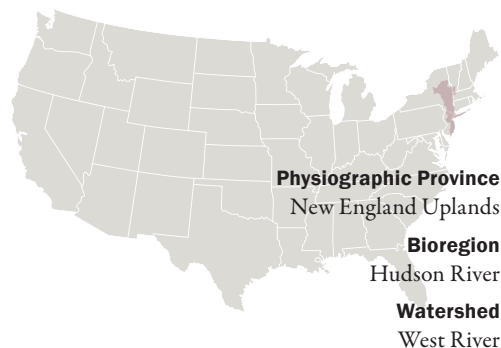 Physiographic Province
New England Uplands
Bioregion
Hudson River
Watershed
West River